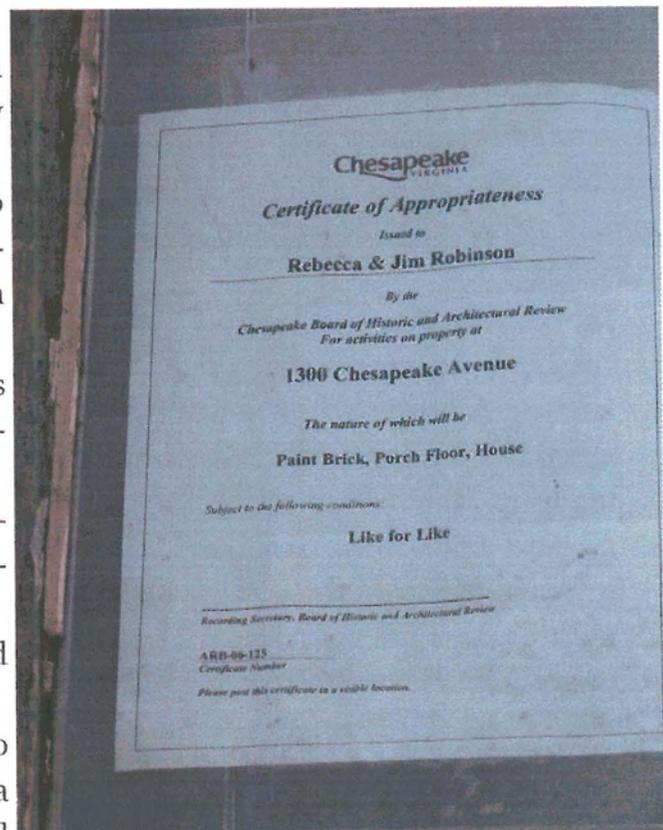 Chesapeake
VIRGINIA
Certificate of Appropriateness
Issued to
Rebecca & Jim Robinson
By the
Chesapeake Board of Historic and Architectural Review
For activities on property at
1300 Chesapeake Avenue
The nature of which will be
Paint Brick, Porch Floor, House
Subject to the following conditions:
Like for Like
Recording Secretary, Board of Historic and Architectural Review
ARB-06-125
Certificate Number
Please post this certificate in a visible location.